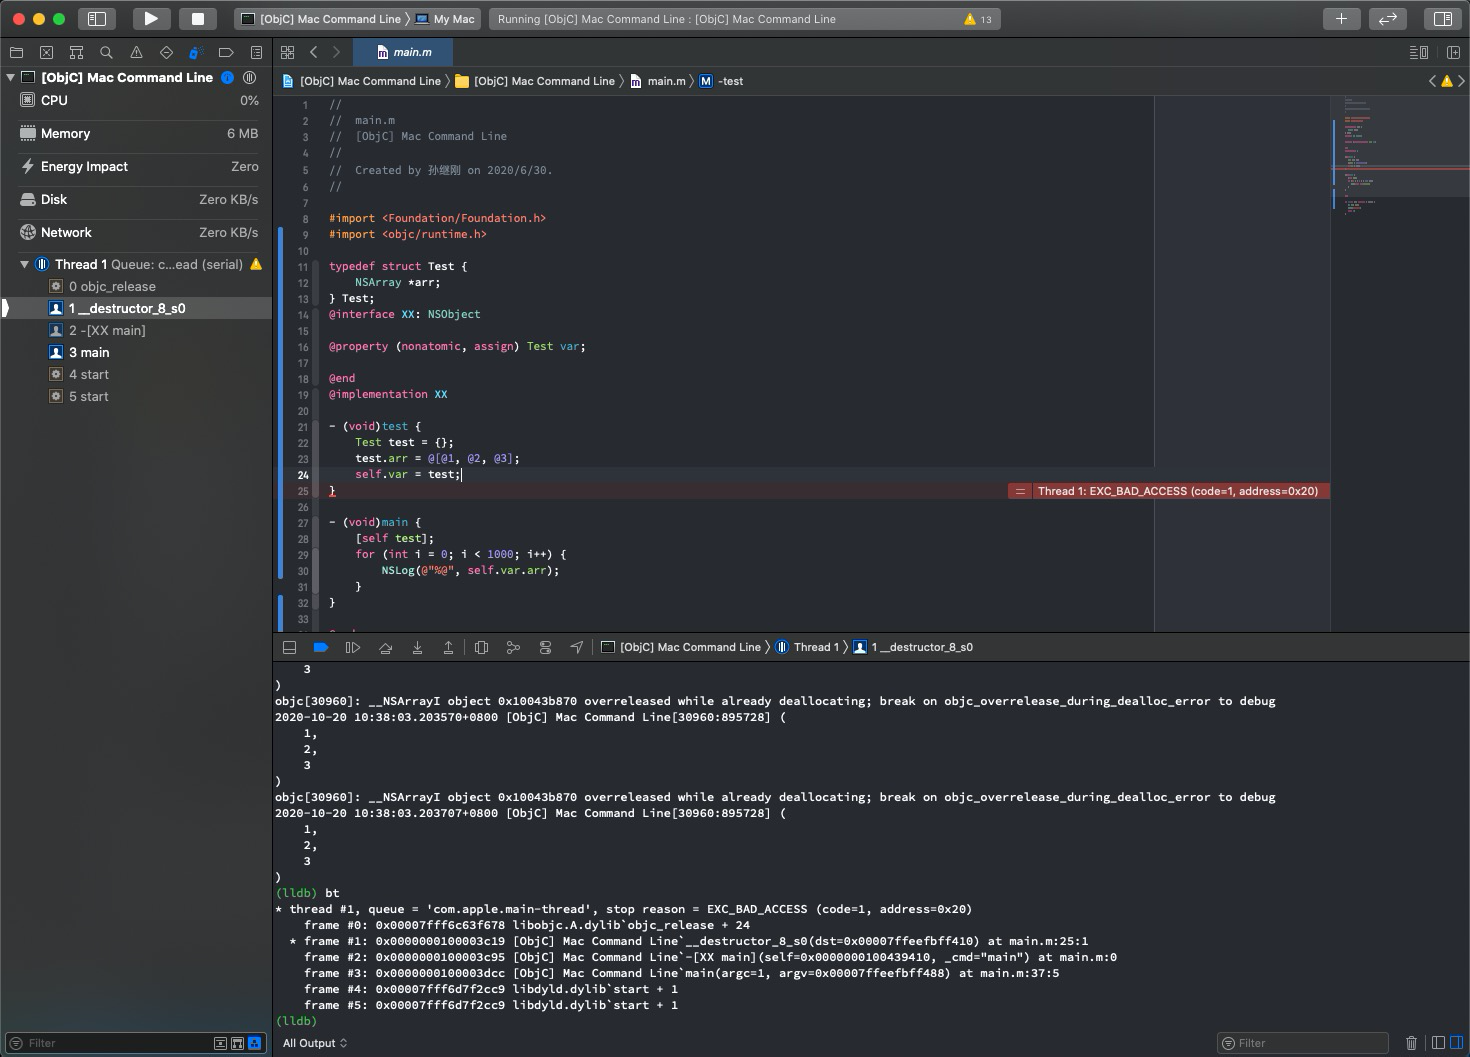 [ObjC] Mac Command Line 〉 My Mac
Running [ObjC] Mac Command Line : [ObjC] Mac Command Line
13
main.m
[ObjC] Mac Command Line
CPU 0%
Memory 6 MB
Energy Impact Zero
Disk Zero KB/s
Network Zero KB/s
Thread 1 Queue: c...ead (serial)
0 objc_release
1 __destructor_8_s0
2 -[XX main]
3 main
4 start
5 start
Filter
[ObjC] Mac Command Line 〉 [ObjC] Mac Command Line 〉 main.m 〉 M -test
1 //
2 //  main.m
3 //  [ObjC] Mac Command Line
4 //
5 //  Created by 孙继刚 on 2020/6/30.
6 //
7
8 #import <Foundation/Foundation.h>
9 #import <objc/runtime.h>
10
11 typedef struct Test {
12     NSArray *arr;
13 } Test;
14 @interface XX: NSObject
15
16 @property (nonatomic, assign) Test var;
17
18 @end
19 @implementation XX
20
21 - (void)test {
22     Test test = {};
23     test.arr = @[@1, @2, @3];
24     self.var = test;
25 } Thread 1: EXC_BAD_ACCESS (code=1, address=0x20)
26
27 - (void)main {
28     [self test];
29     for (int i = 0; i < 1000; i++) {
30         NSLog(@"%@", self.var.arr);
31     }
32 }
33
[ObjC] Mac Command Line 〉 Thread 1 〉 1 __destructor_8_s0
    3
)
objc[30960]: __NSArrayI object 0x10043b870 overreleased while already deallocating; break on objc_overrelease_during_dealloc_error to debug
2020-10-20 10:38:03.203570+0800 [ObjC] Mac Command Line[30960:895728] (
    1,
    2,
    3
)
objc[30960]: __NSArrayI object 0x10043b870 overreleased while already deallocating; break on objc_overrelease_during_dealloc_error to debug
2020-10-20 10:38:03.203707+0800 [ObjC] Mac Command Line[30960:895728] (
    1,
    2,
    3
)
(lldb) bt
* thread #1, queue = 'com.apple.main-thread', stop reason = EXC_BAD_ACCESS (code=1, address=0x20)
    frame #0: 0x00007fff6c63f678 libobjc.A.dylib`objc_release + 24
  * frame #1: 0x0000000100003c19 [ObjC] Mac Command Line`__destructor_8_s0(dst=0x00007ffeefbff410) at main.m:25:1
    frame #2: 0x0000000100003c95 [ObjC] Mac Command Line`-[XX main](self=0x0000000100439410, _cmd="main") at main.m:0
    frame #3: 0x0000000100003dcc [ObjC] Mac Command Line`main(argc=1, argv=0x00007ffeefbff488) at main.m:37:5
    frame #4: 0x00007fff6d7f2cc9 libdyld.dylib`start + 1
    frame #5: 0x00007fff6d7f2cc9 libdyld.dylib`start + 1
(lldb)
All Output
Filter